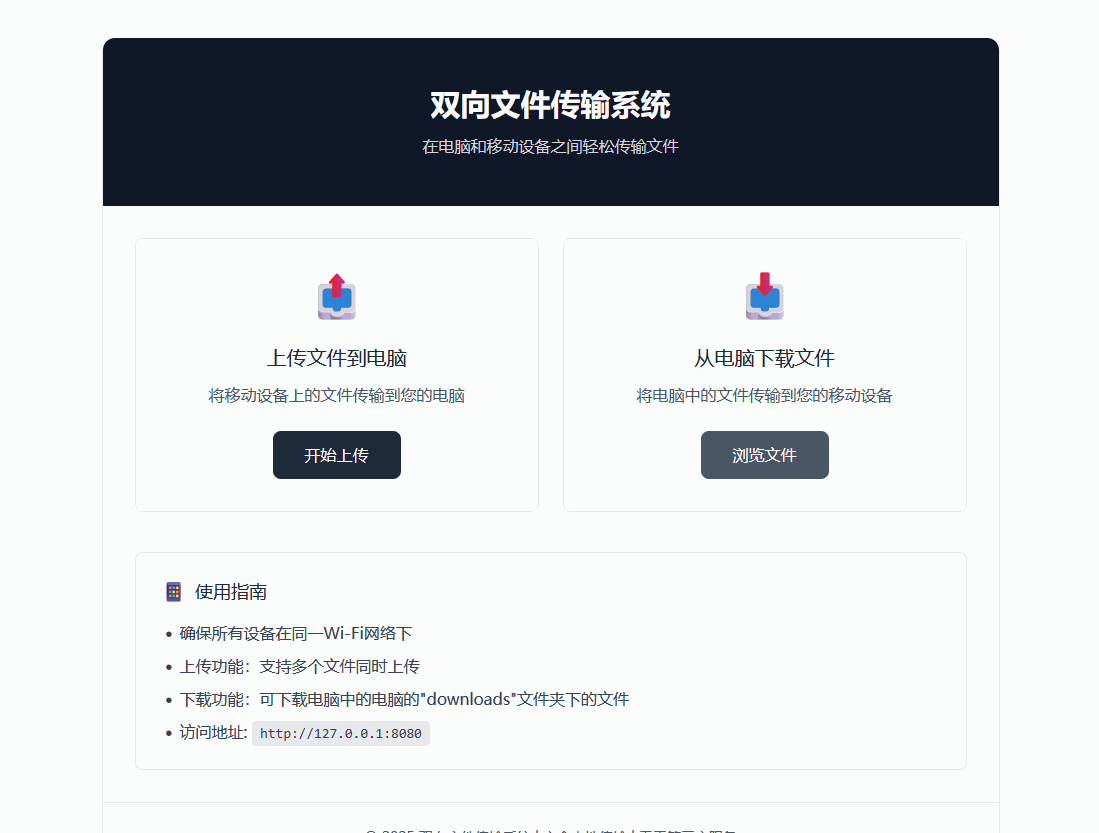 双向文件传输系统
在电脑和移动设备之间轻松传输文件
上传文件到电脑
将移动设备上的文件传输到您的电脑
开始上传
从电脑下载文件
将电脑中的文件传输到您的移动设备
浏览文件
使用指南
• 确保所有设备在同一Wi-Fi网络下
• 上传功能：支持多个文件同时上传
• 下载功能：可下载电脑中的电脑的"downloads"文件夹下的文件
• 访问地址: http://127.0.0.1:8080